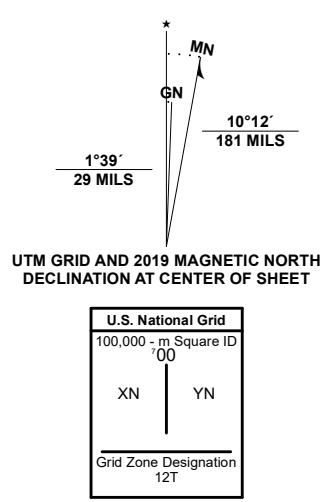 ★
MN
GN
10°12´
181 MILS
1°39´
29 MILS
UTM GRID AND 2019 MAGNETIC NORTH
DECLINATION AT CENTER OF SHEET
U.S. National Grid
100,000 - m Square ID
⁷00
XN YN
Grid Zone Designation
12T